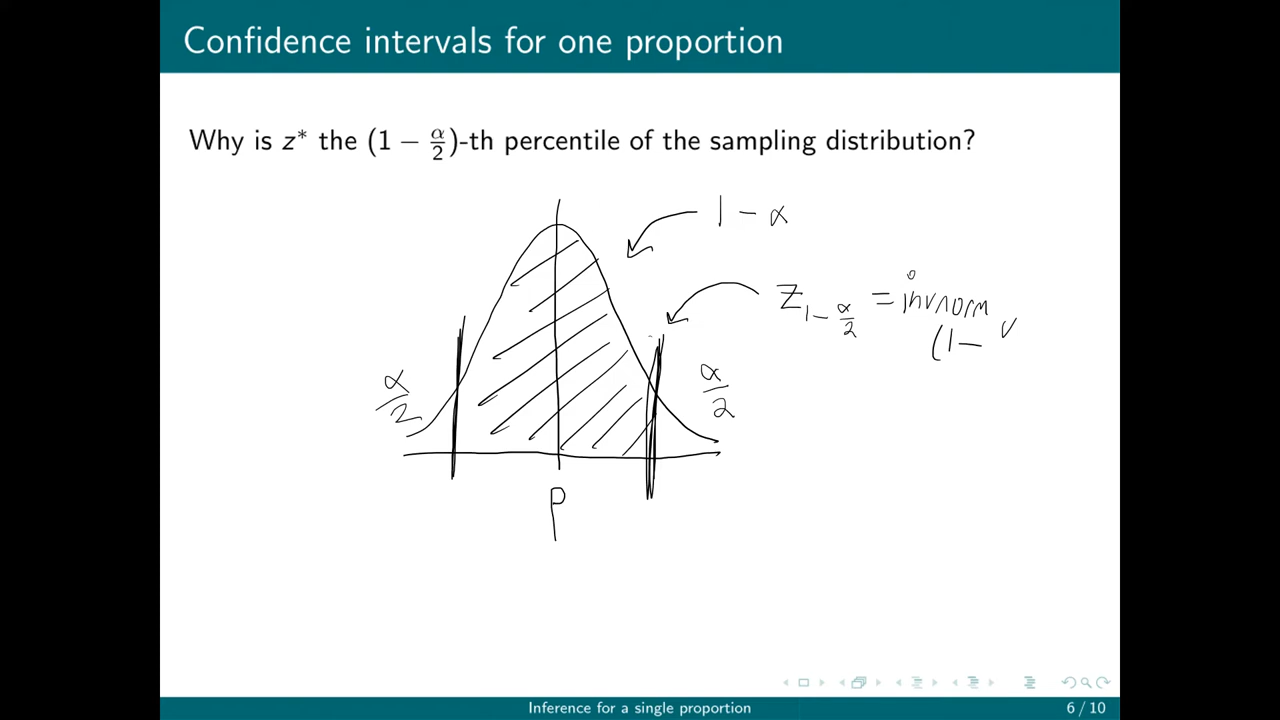 Confidence intervals for one proportion
Why is z* the (1 − α/2)-th percentile of the sampling distribution?
1 − α
z₁₋α/2 = invnorm
(1 −
α/2
α/2
P
Inference for a single proportion
6 / 10